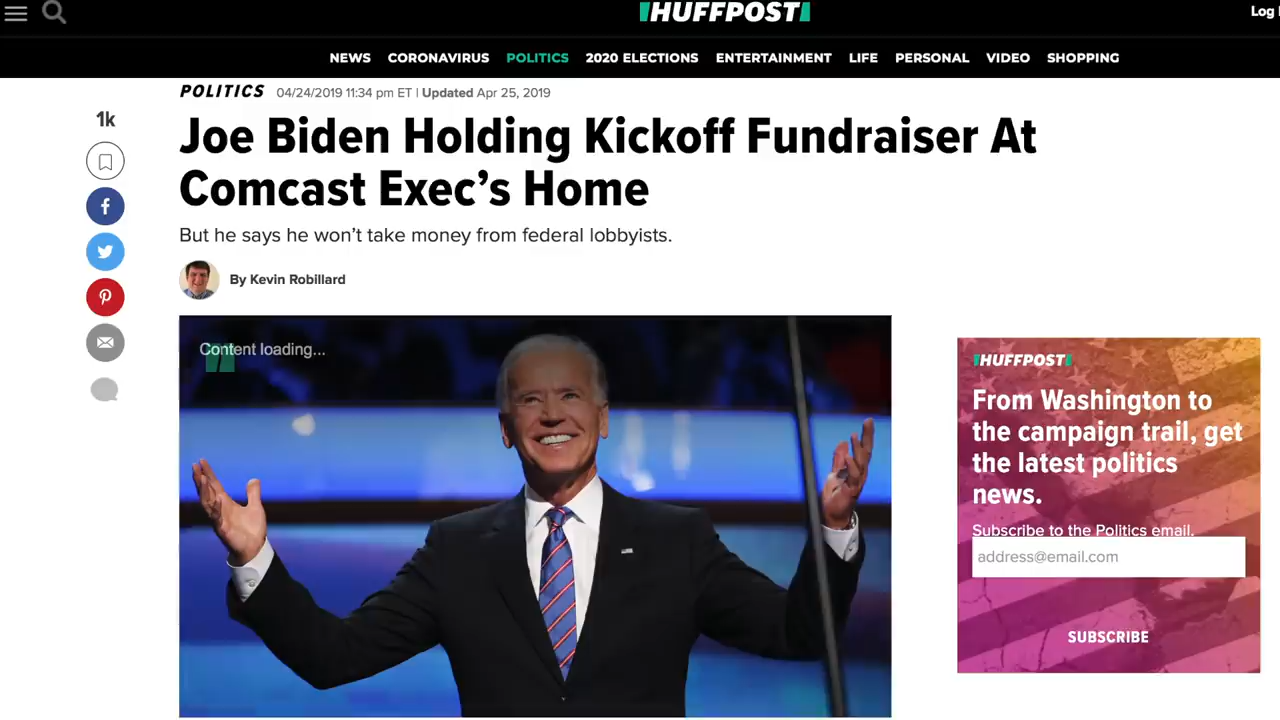 HUFFPOST
Log
NEWS CORONAVIRUS POLITICS 2020 ELECTIONS ENTERTAINMENT LIFE PERSONAL VIDEO SHOPPING
POLITICS 04/24/2019 11:34 pm ET | Updated Apr 25, 2019
1k
Joe Biden Holding Kickoff Fundraiser At
Comcast Exec’s Home
But he says he won’t take money from federal lobbyists.
By Kevin Robillard
Content loading...
HUFFPOST
From Washington to
the campaign trail, get
the latest politics
news.
Subscribe to the Politics email.
address@email.com
SUBSCRIBE